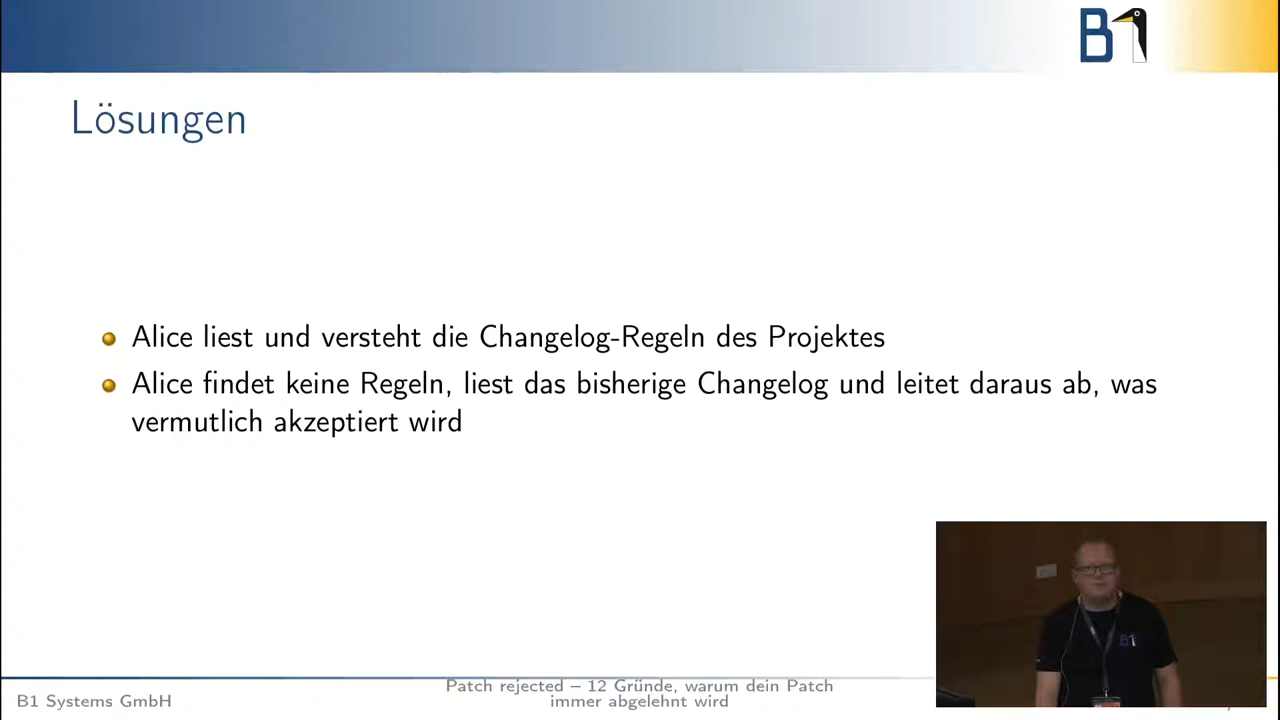 B1
Lösungen
Alice liest und versteht die Changelog-Regeln des Projektes
Alice findet keine Regeln, liest das bisherige Changelog und leitet daraus ab, was
vermutlich akzeptiert wird
B1
B1 Systems GmbH
Patch rejected – 12 Gründe, warum dein Patch
immer abgelehnt wird